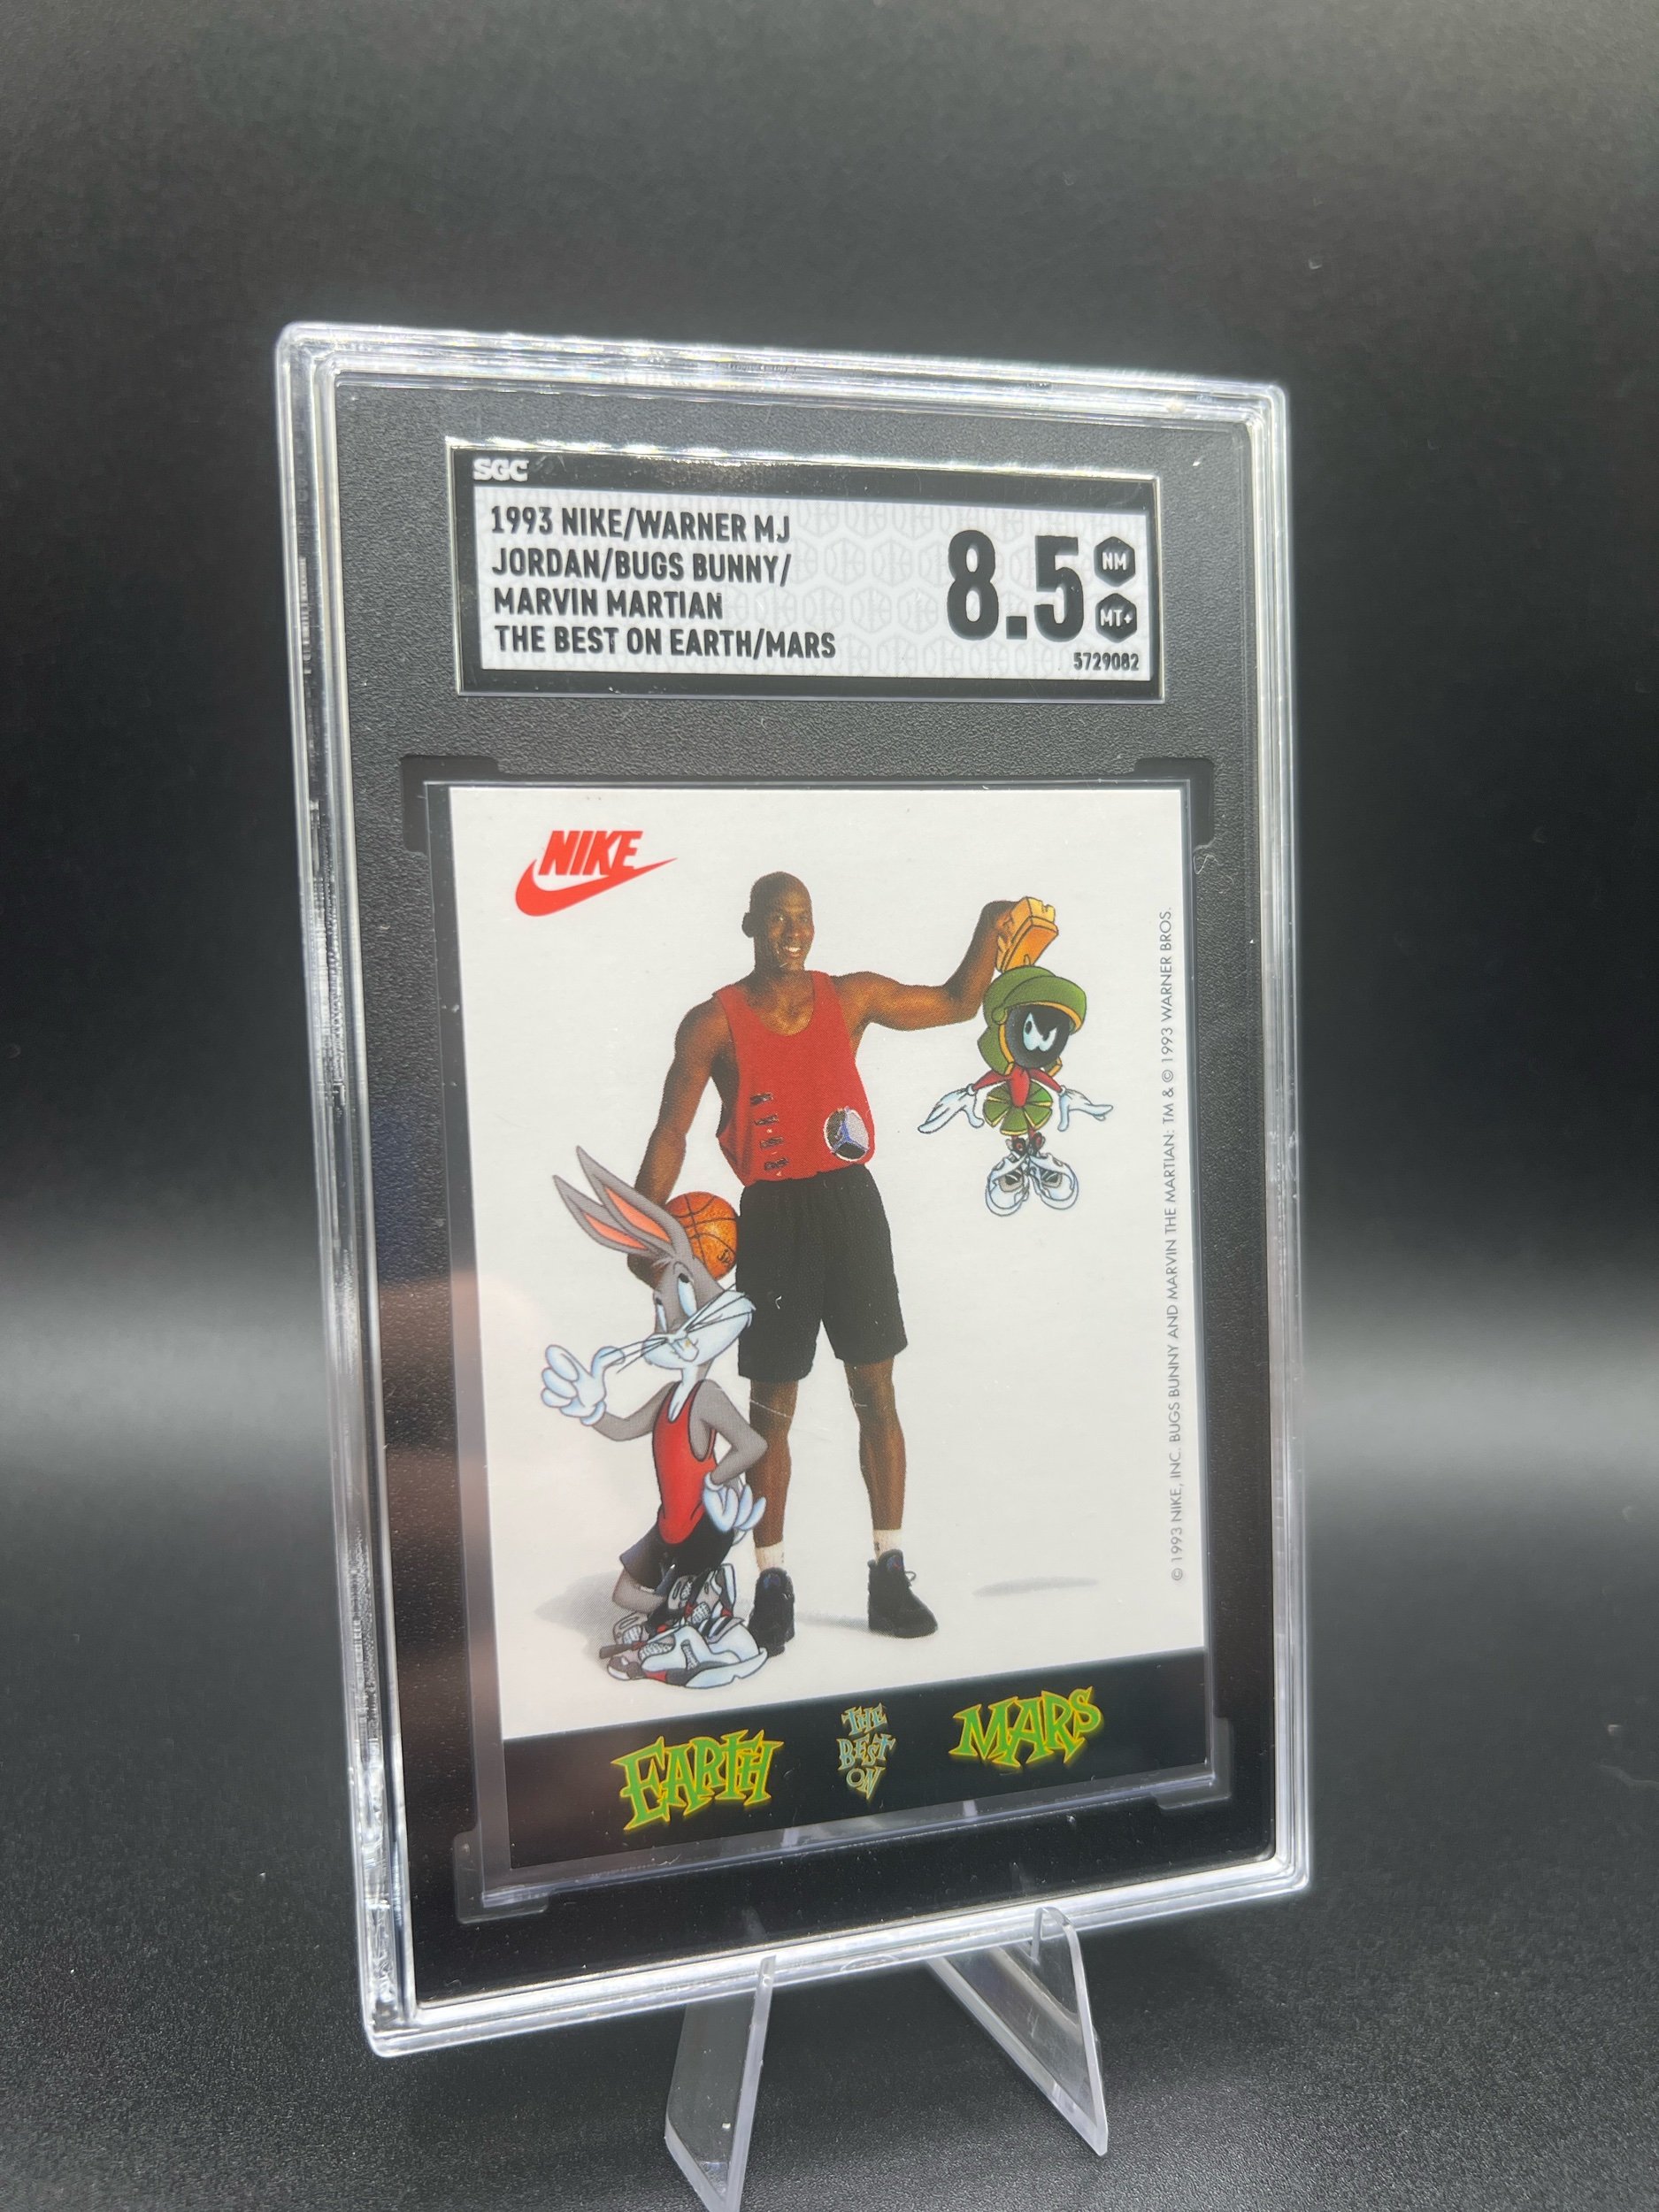 SGC
1993 NIKE/WARNER MJ
JORDAN/BUGS BUNNY/
MARVIN MARTIAN
THE BEST ON EARTH/MARS
8.5
NM
MT+
5729082
NIKE
© 1993 NIKE, INC. BUGS BUNNY AND MARVIN THE MARTIAN: TM & © 1993 WARNER BROS.
EARTH
THE
BEST
ON
MARS